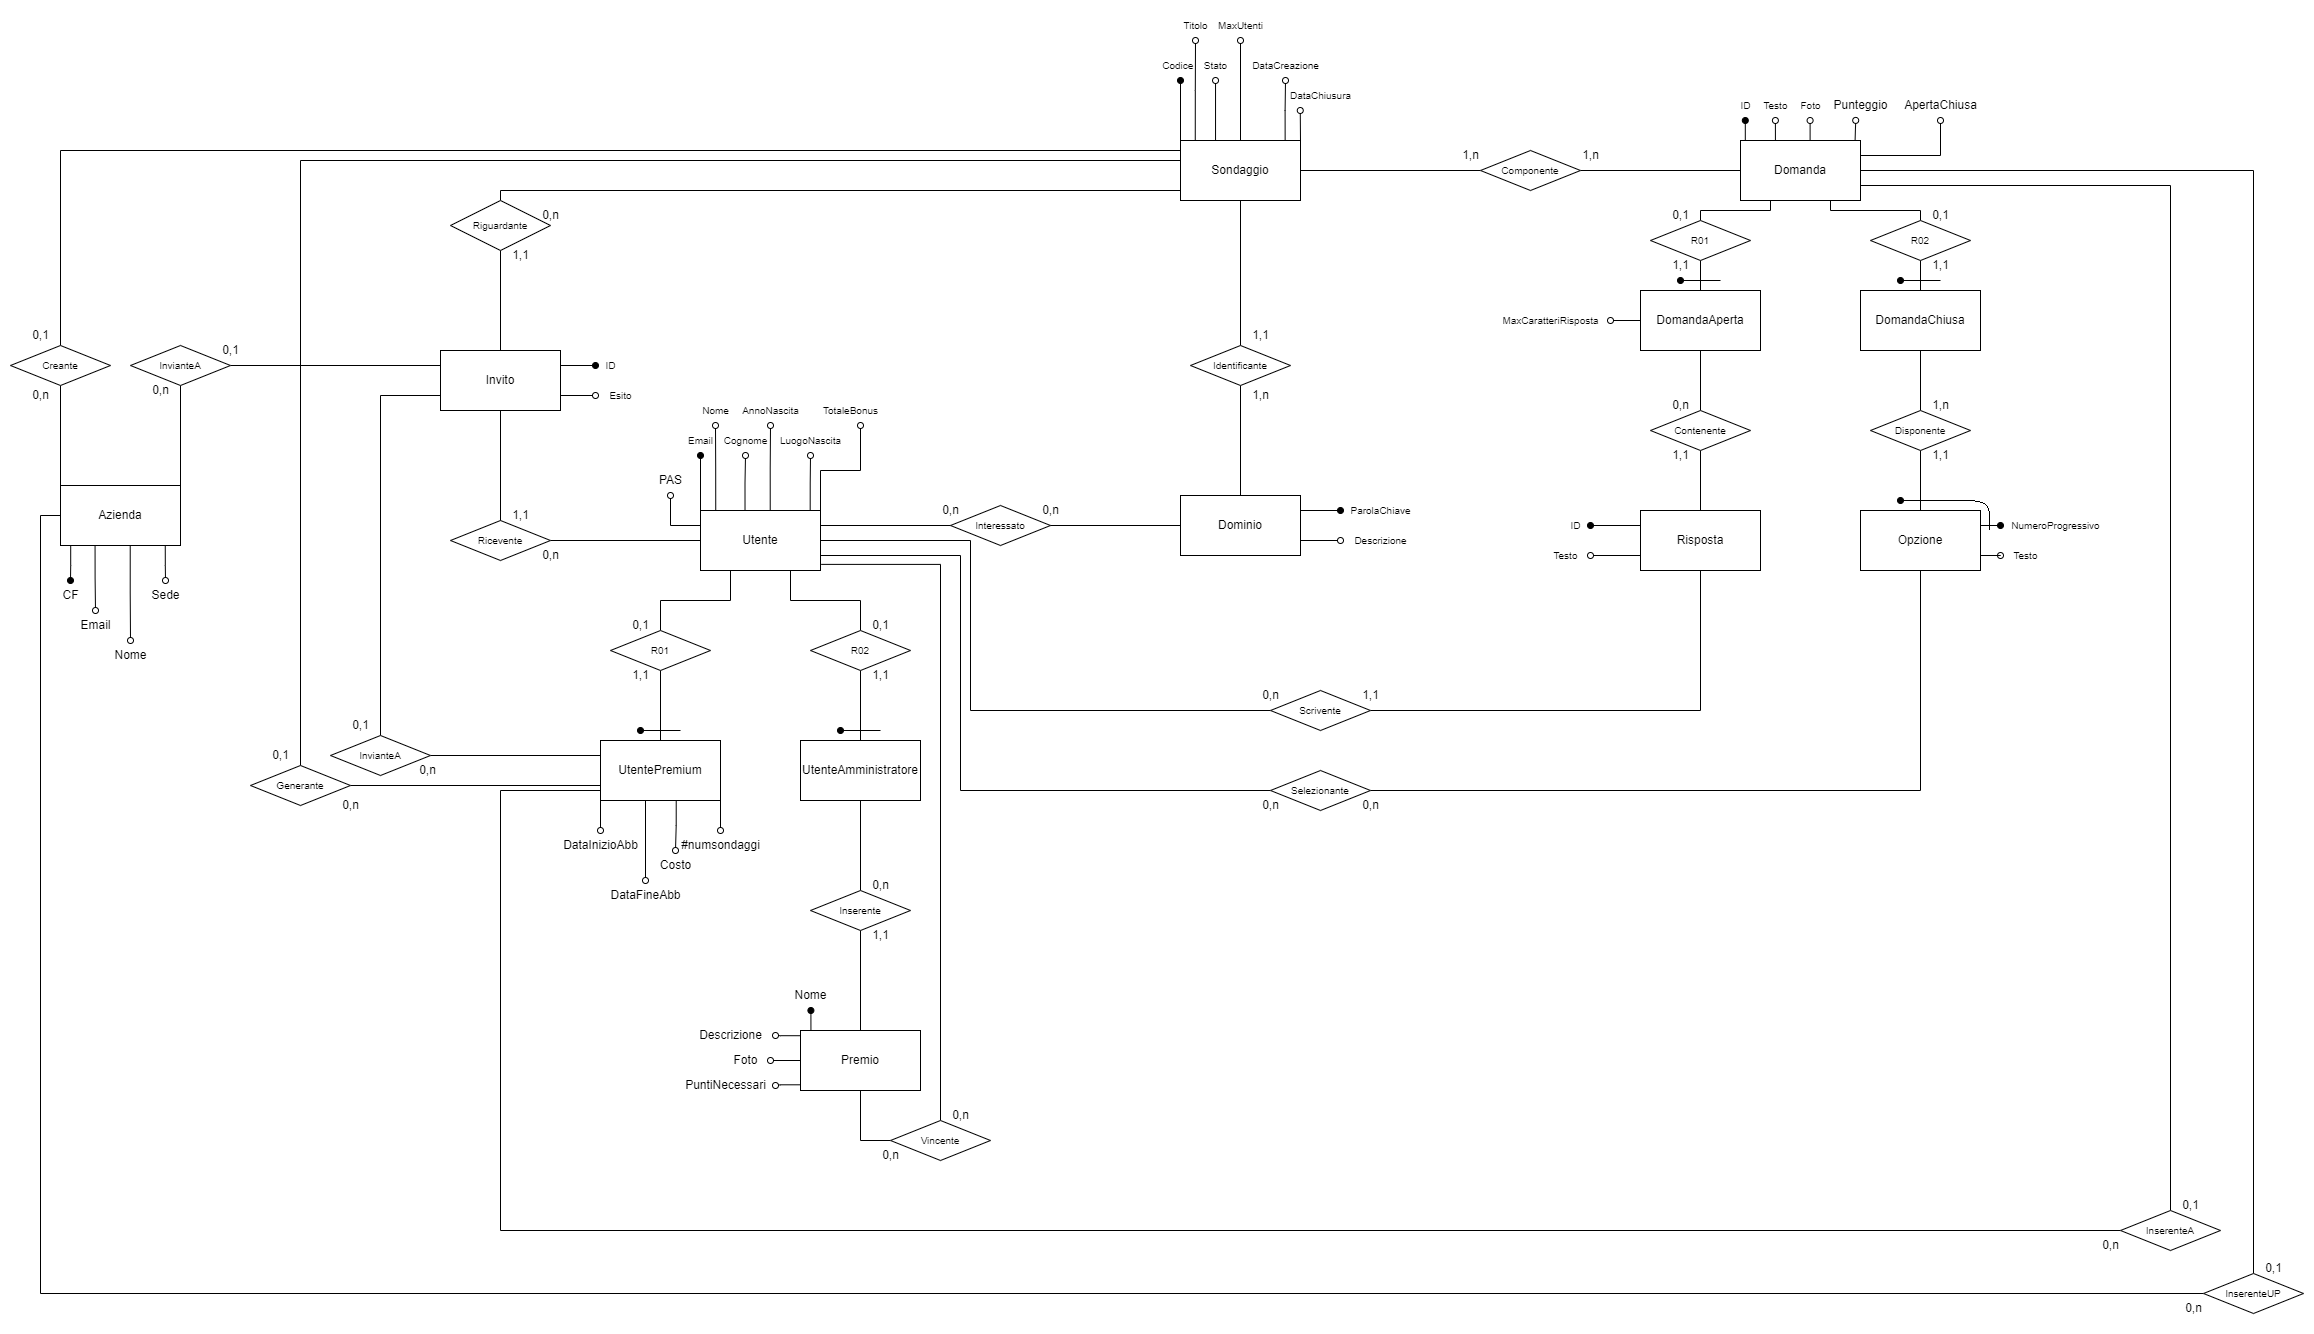 Titolo MaxUtenti
Codice Stato DataCreazione
DataChiusura
ID Testo Foto Punteggio ApertaChiusa
Sondaggio
1,n Componente 1,n
Domanda
0,n
Riguardante
1,1
0,1 R01 1,1
0,1 R02 1,1
0,1 Creante 0,n
InvianteA 0,1 0,n
Invito
ID
Esito
1,1 Identificante 1,n
MaxCaratteriRisposta DomandaAperta
DomandaChiusa
Nome AnnoNascita TotaleBonus
Email Cognome LuogoNascita
PAS
0,n Contenente 1,1
1,n Disponente 1,1
Azienda
CF Sede
Email
Nome
1,1 Ricevente 0,n
Utente
0,n Interessato 0,n
Dominio
ParolaChiave
Descrizione
ID
Testo
Risposta
Opzione
NumeroProgressivo
Testo
0,1 R01 1,1
0,1 R02 1,1
0,n Scrivente 1,1
0,1 InvianteA 0,n
0,1 Generante 0,n
UtentePremium
UtenteAmministratore
Selezionante
0,n 0,n
DataInizioAbb #numsondaggi
Costo
DataFineAbb
0,n
Inserente
1,1
Nome
Descrizione
Foto
PuntiNecessari
Premio
0,n
Vincente
0,n
0,1
InserenteA
0,n
0,1
InserenteUP
0,n